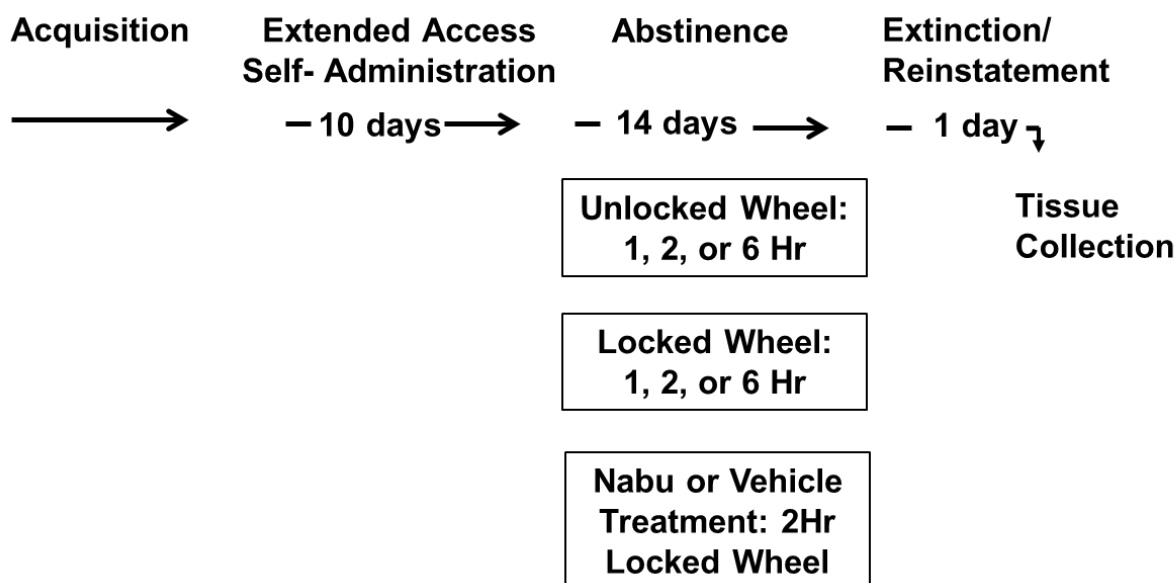 Acquisition
Extended Access
Self- Administration
Abstinence
Extinction/
Reinstatement
10 days
14 days
1 day
Unlocked Wheel:
1, 2, or 6 Hr
Locked Wheel:
1, 2, or 6 Hr
Nabu or Vehicle
Treatment: 2Hr
Locked Wheel
Tissue
Collection